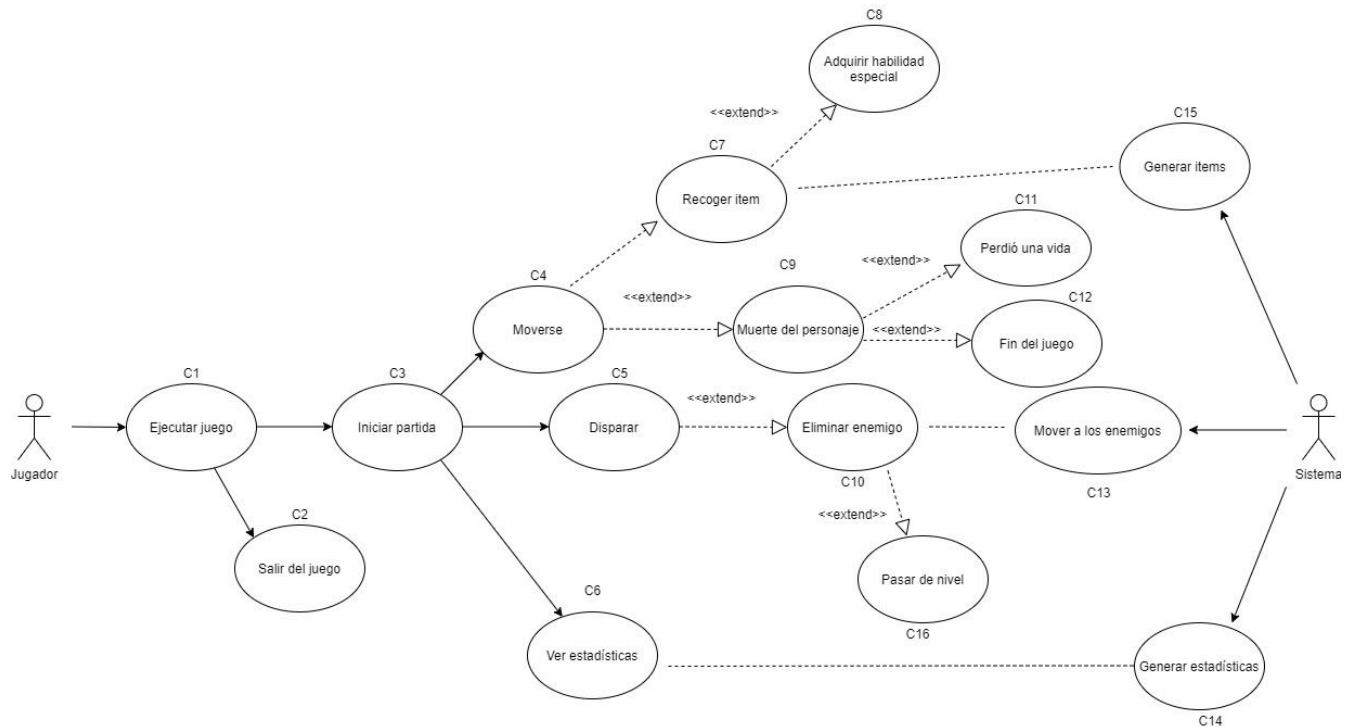 C8
Adquirir habilidad
especial
<<extend>>
C15
C7
Generar items
Recoger item
C11
Perdió una vida
<<extend>>
C9
C4
<<extend>>
C12
Moverse
Muerte del personaje
<<extend>>
Fin del juego
C1
C3
C5
<<extend>>
Jugador
Ejecutar juego
Iniciar partida
Disparar
Eliminar enemigo
Mover a los enemigos
Sistema
C10
C13
C2
<<extend>>
Salir del juego
Pasar de nivel
C6
C16
Ver estadísticas
Generar estadísticas
C14